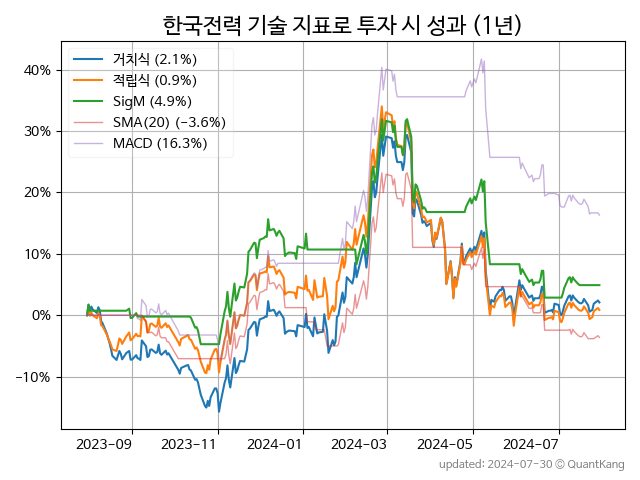 한국전력 기술 지표로 투자 시 성과 (1년)
거치식 (2.1%)
적립식 (0.9%)
SigM (4.9%)
SMA(20) (−3.6%)
MACD (16.3%)
40%
30%
20%
10%
0%
−10%
2023-09 2023-11 2024-01 2024-03 2024-05 2024-07
updated: 2024-07-30 © QuantKang